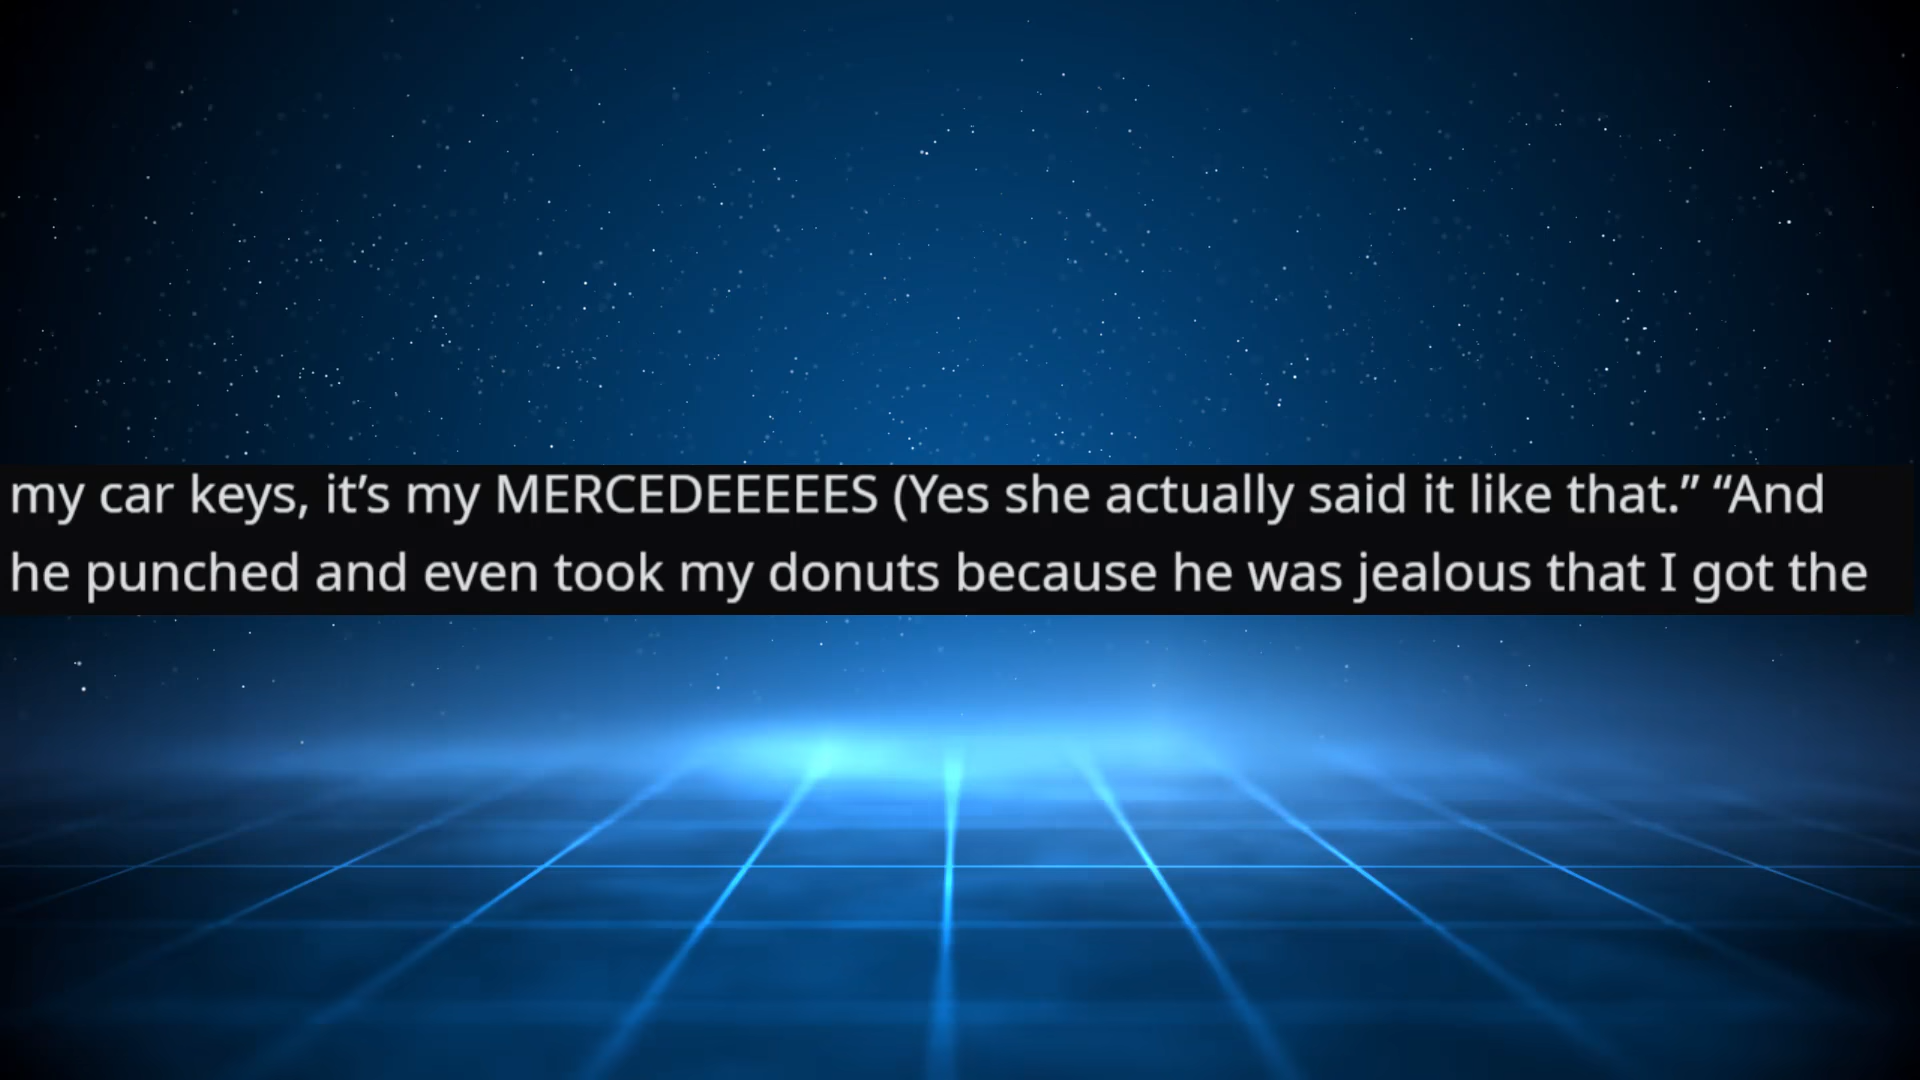 my car keys, it’s my MERCEDEEEEES (Yes she actually said it like that.” “And
he punched and even took my donuts because he was jealous that I got the